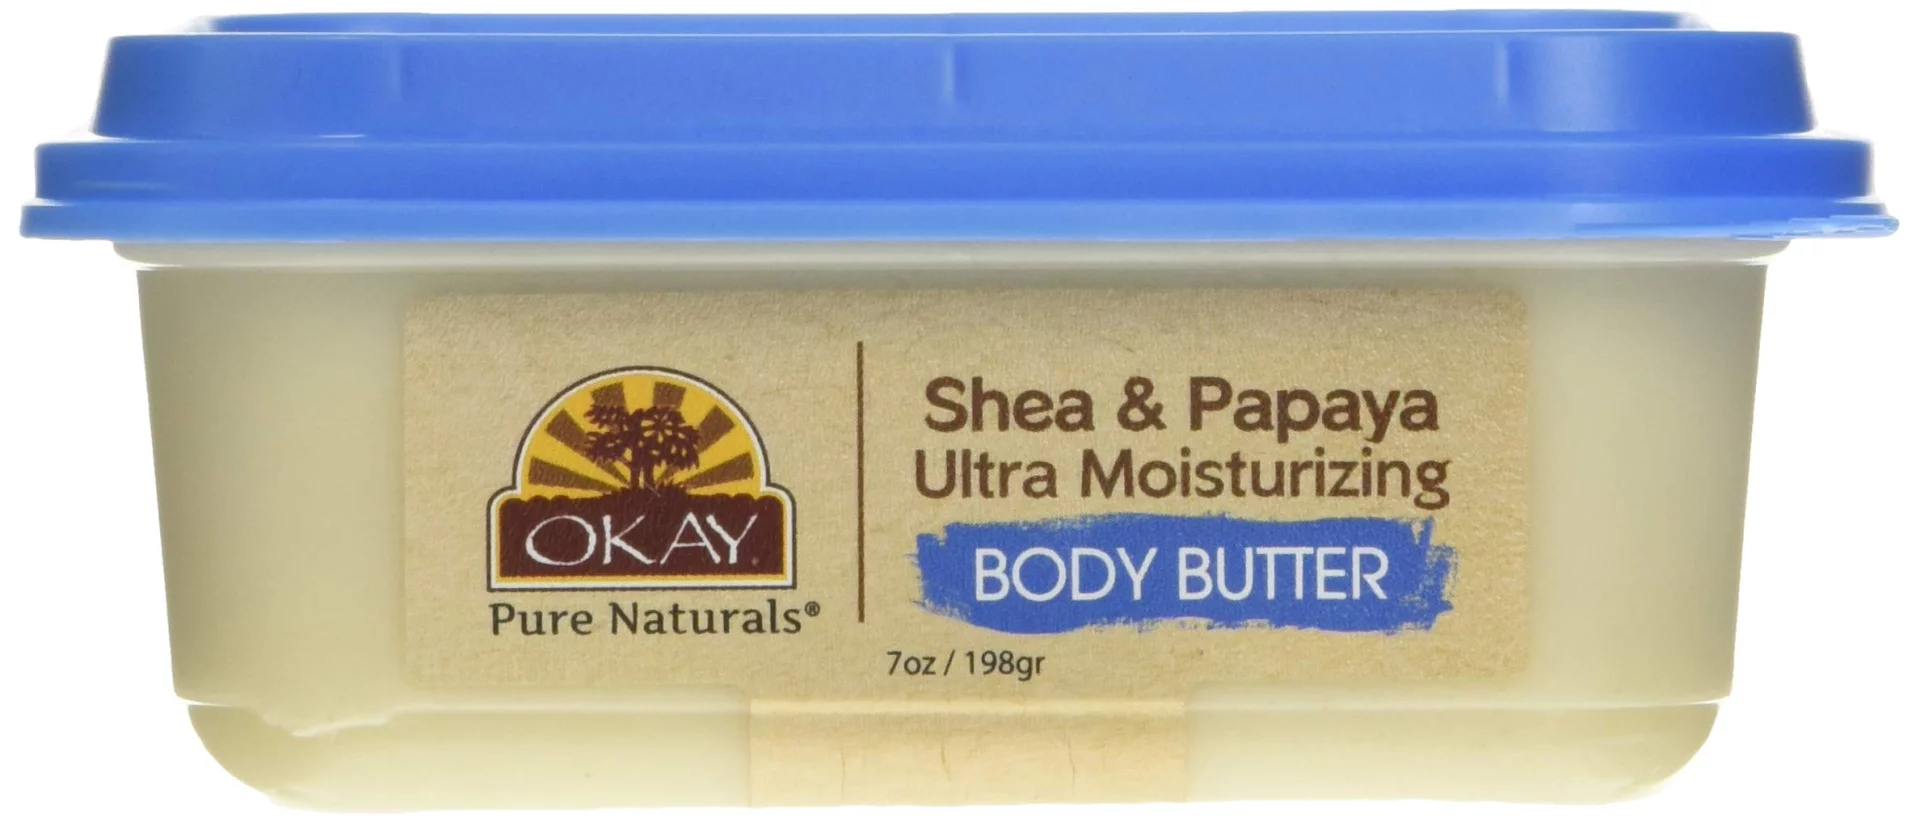 OKAY
Pure Naturals®
Shea & Papaya
Ultra Moisturizing
BODY BUTTER
7oz / 198gr